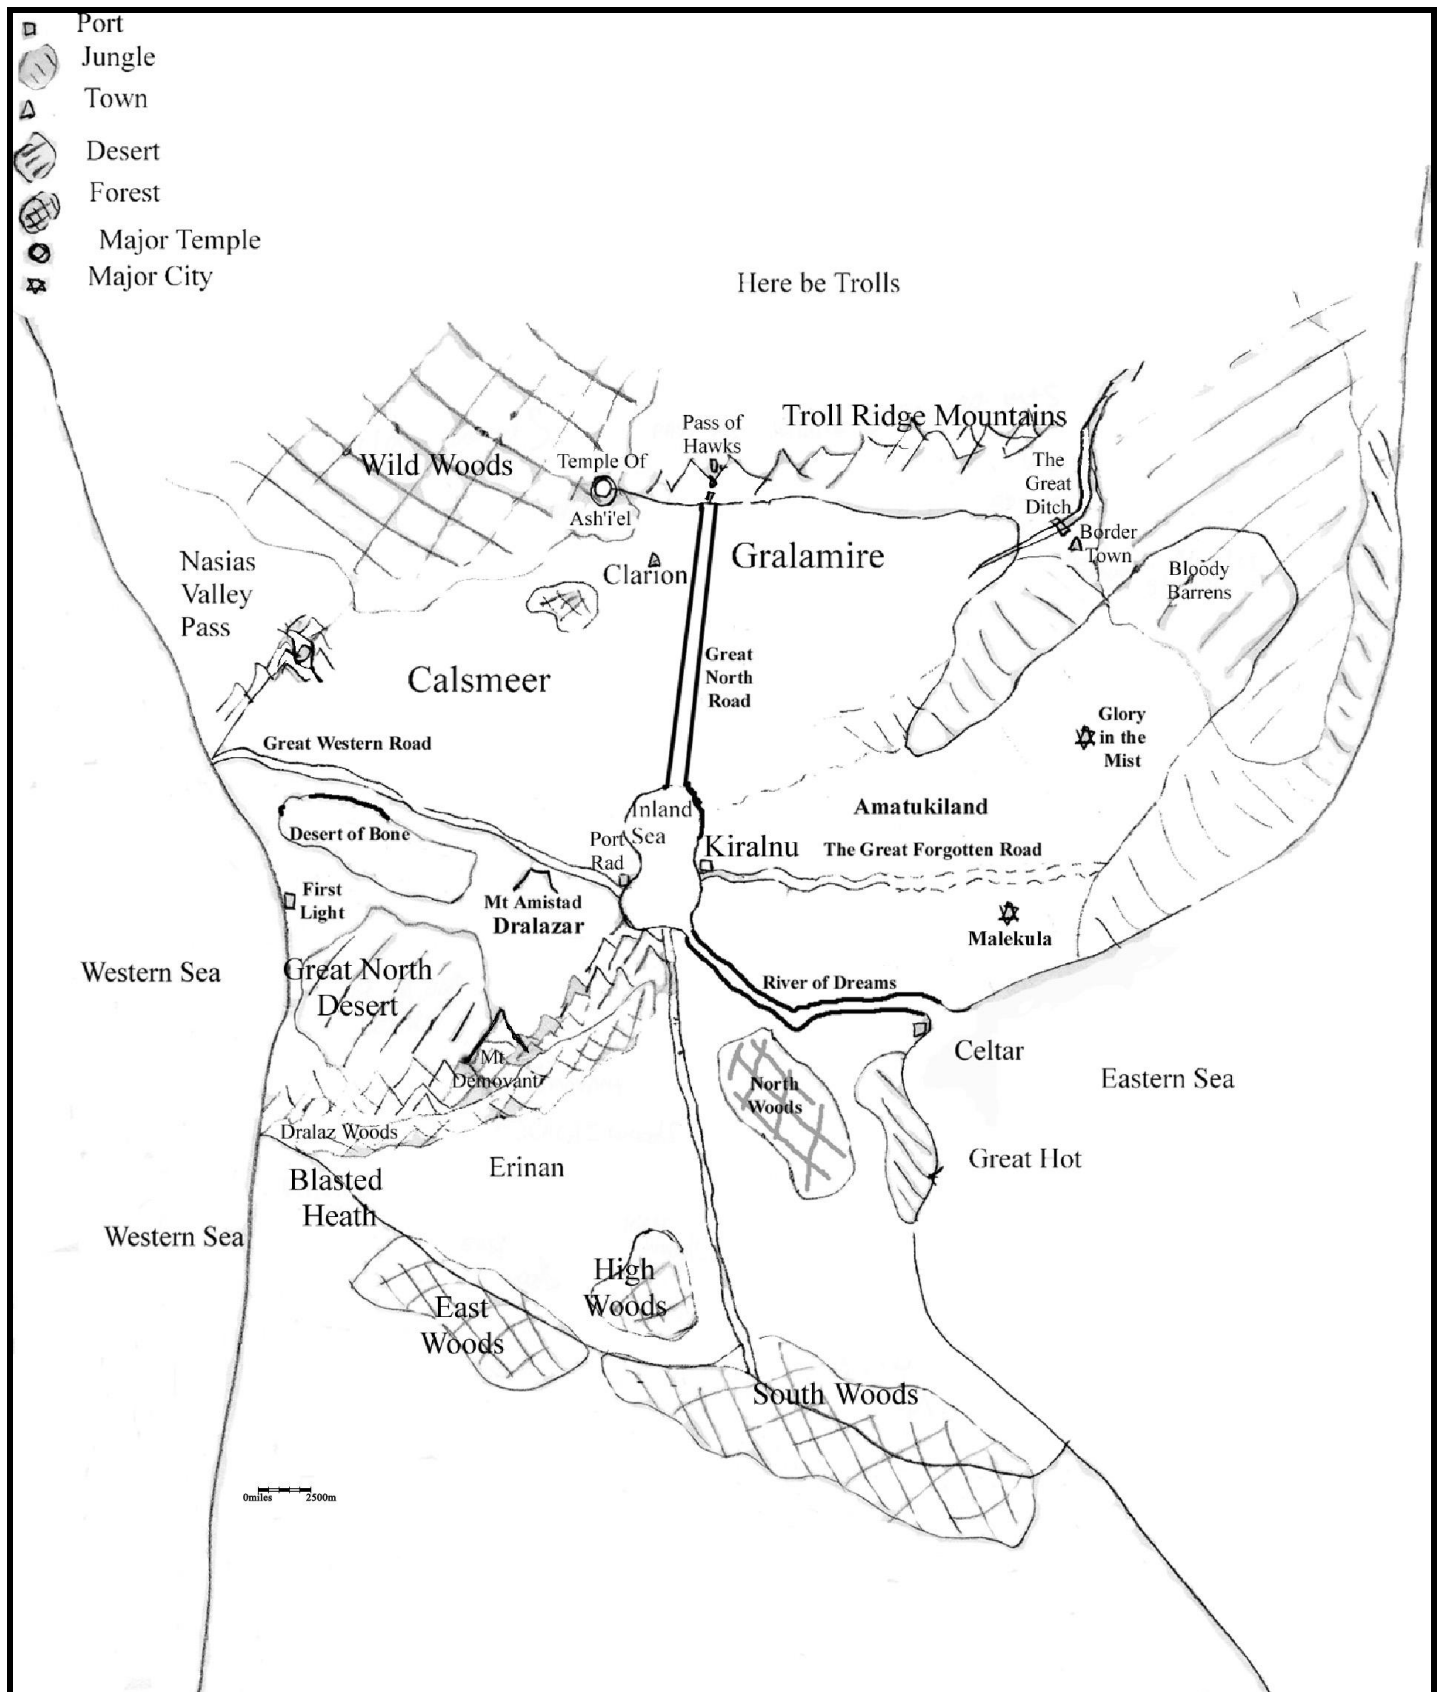 Port
Jungle
Town
Desert
Forest
Major Temple
Major City
Here be Trolls
Troll Ridge Mountains
Pass of
Hawks
Wild Woods
Temple Of
Ash'i'el
The
Great
Ditch
Border
Town
Bloody
Barrens
Gralamire
Clarion
Nasias
Valley
Pass
Calsmeer
Great
North
Road
Glory
in the
Mist
Great Western Road
Inland
Sea
Port
Rad
Kiralnu
Amatukiland
The Great Forgotten Road
Desert of Bone
First
Light
Mt Amistad
Dralazar
Malekula
Western Sea
Great North
Desert
River of Dreams
Mt
Demovant
Celtar
Eastern Sea
North
Woods
Dralaz Woods
Erinan
Great Hot
Blasted
Heath
Western Sea
High
Woods
East
Woods
South Woods
0miles 2500m